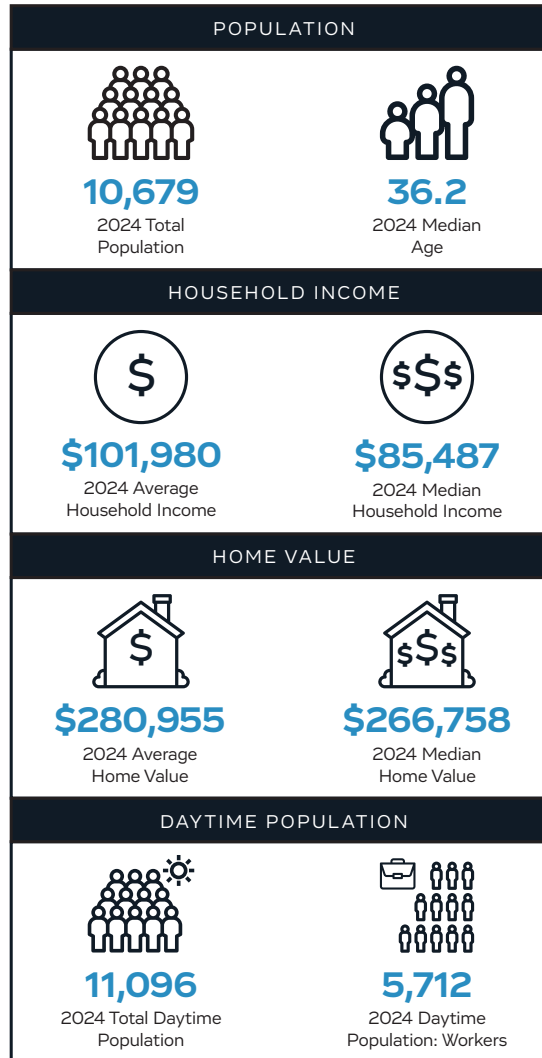 POPULATION
10,679
2024 Total
Population
36.2
2024 Median
Age
HOUSEHOLD INCOME
$
$101,980
2024 Average
Household Income
$$$
$85,487
2024 Median
Household Income
HOME VALUE
$
$280,955
2024 Average
Home Value
$$$
$266,758
2024 Median
Home Value
DAYTIME POPULATION
11,096
2024 Total Daytime
Population
5,712
2024 Daytime
Population: Workers